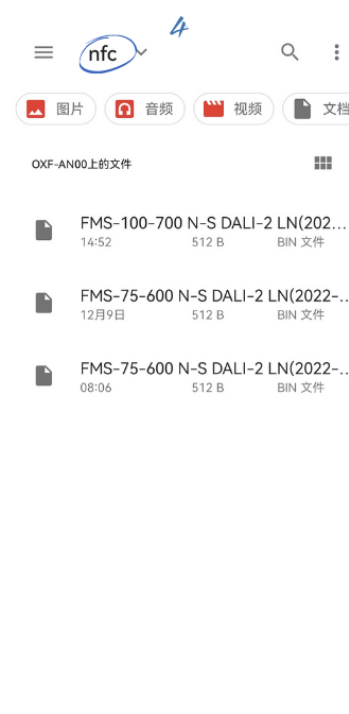 4
nfc
图片 音频 视频 文档
OXF-AN00上的文件
FMS-100-700 N-S DALI-2 LN(202...
14:52 512 B BIN 文件
FMS-75-600 N-S DALI-2 LN(2022-...
12月9日 512 B BIN 文件
FMS-75-600 N-S DALI-2 LN(2022-...
08:06 512 B BIN 文件